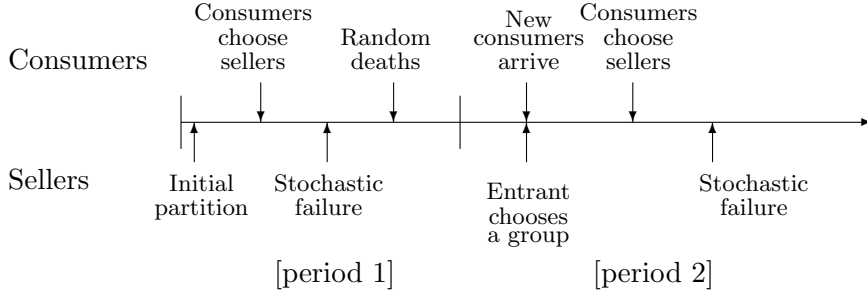 Consumers
Consumers
choose
sellers
Random
deaths
New
consumers
arrive
Consumers
choose
sellers
Sellers
Initial
partition
Stochastic
failure
Entrant
chooses
a group
Stochastic
failure
[period 1]
[period 2]